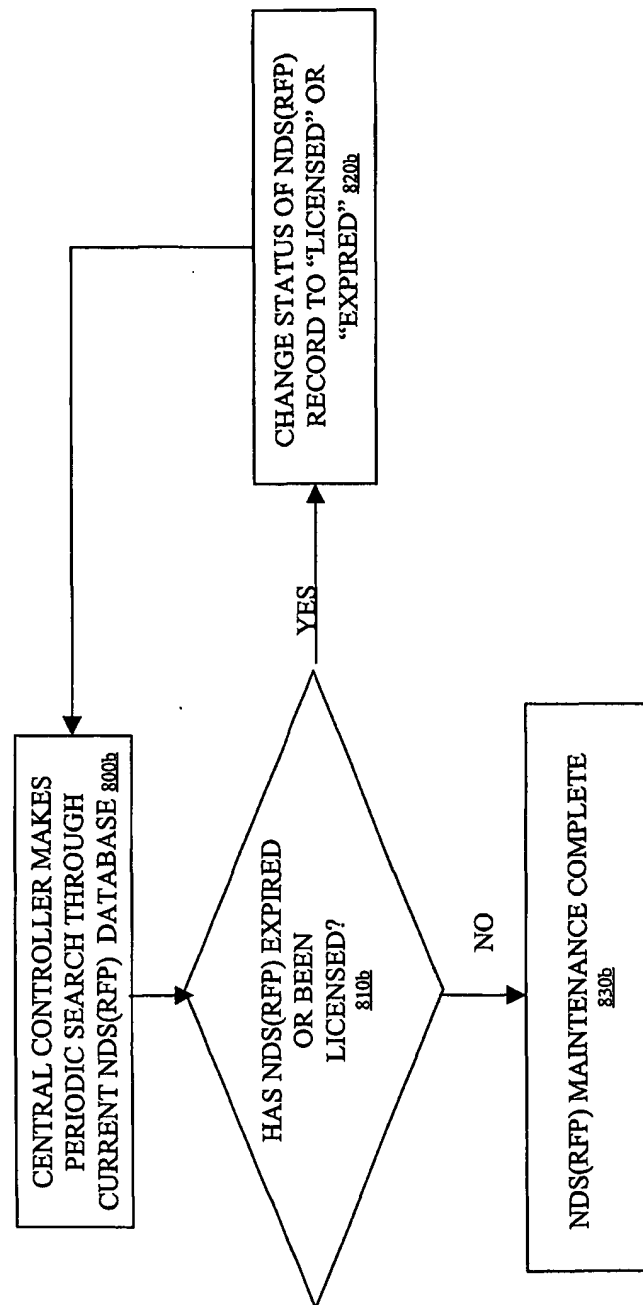 CENTRAL CONTROLLER MAKES
PERIODIC SEARCH THROUGH
CURRENT NDS(RFP) DATABASE 800b
HAS NDS(RFP) EXPIRED
OR BEEN
LICENSED?
810b
YES
CHANGE STATUS OF NDS(RFP)
RECORD TO “LICENSED” OR
“EXPIRED” 820b
NO
NDS(RFP) MAINTENANCE COMPLETE
830b